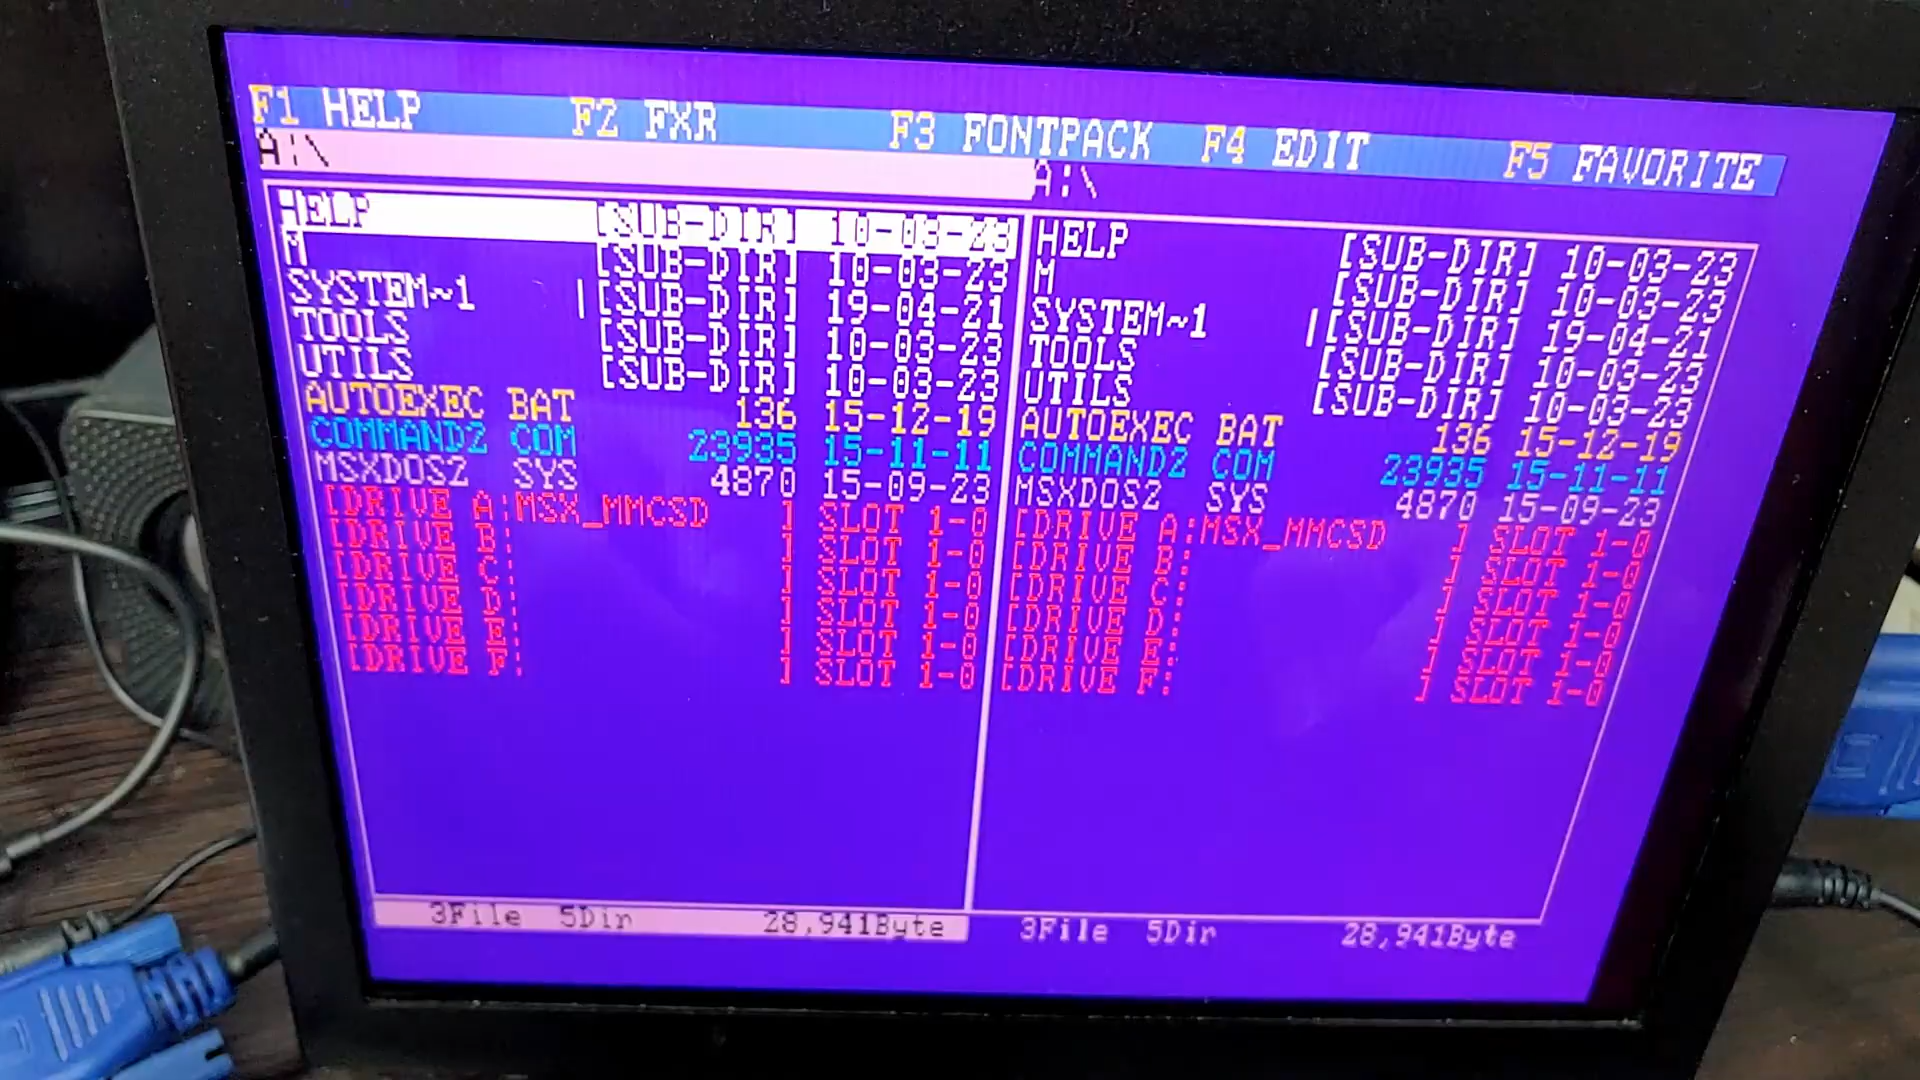 F1 HELP F2 FXR F3 FONTPACK F4 EDIT F5 FAVORITE
A:\ A:\
HELP [SUB-DIR] 10-03-23 HELP [SUB-DIR] 10-03-23
M [SUB-DIR] 10-03-23 M [SUB-DIR] 10-03-23
SYSTEM~1 |[SUB-DIR] 19-04-21 SYSTEM~1 |[SUB-DIR] 19-04-21
TOOLS [SUB-DIR] 10-03-23 TOOLS [SUB-DIR] 10-03-23
UTILS [SUB-DIR] 10-03-23 UTILS [SUB-DIR] 10-03-23
AUTOEXEC BAT 136 15-12-19 AUTOEXEC BAT 136 15-12-19
COMMAND2 COM 23935 15-11-11 COMMAND2 COM 23935 15-11-11
MSXDOS2 SYS 4870 15-09-23 MSXDOS2 SYS 4870 15-09-23
[DRIVE A:MSX_MMCSD ] SLOT 1-0 [DRIVE A:MSX_MMCSD ] SLOT 1-0
[DRIVE B: ] SLOT 1-0 [DRIVE B: ] SLOT 1-0
[DRIVE C: ] SLOT 1-0 [DRIVE C: ] SLOT 1-0
[DRIVE D: ] SLOT 1-0 [DRIVE D: ] SLOT 1-0
[DRIVE E: ] SLOT 1-0 [DRIVE E: ] SLOT 1-0
[DRIVE F: ] SLOT 1-0 [DRIVE F: ] SLOT 1-0
3File 5Dir 28,941Byte 3File 5Dir 28,941Byte